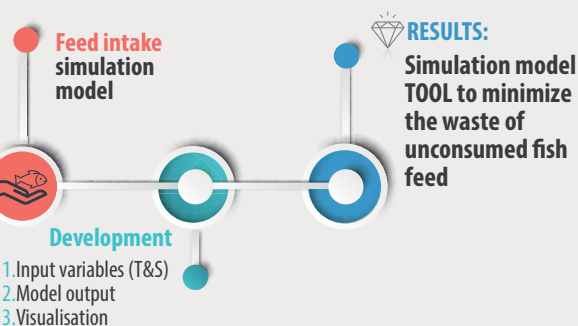 Feed intake
simulation
model
Development
1.Input variables (T&S)
2.Model output
3.Visualisation
RESULTS:
Simulation model
TOOL to minimize
the waste of
unconsumed fish
feed